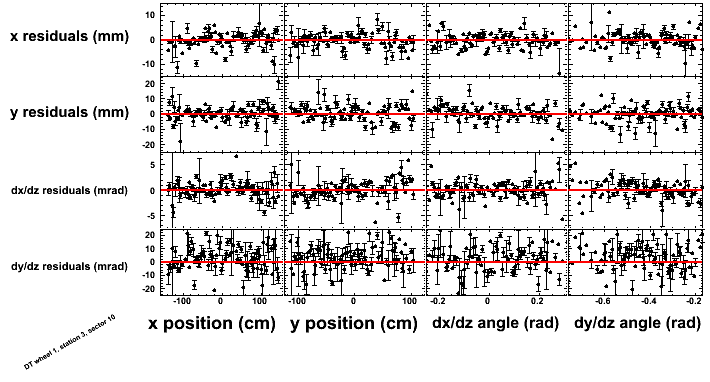 x residuals (mm)
10
0
-10
y residuals (mm)
20
10
0
-10
-20
dx/dz residuals (mrad)
5
0
-5
dy/dz residuals (mrad)
20
10
0
-10
-20
-100 0 100 -100 0 100 -0.2 0 0.2 -0.6 -0.4 -0.2
x position (cm) y position (cm) dx/dz angle (rad) dy/dz angle (rad)
DT wheel 1, station 3, sector 10